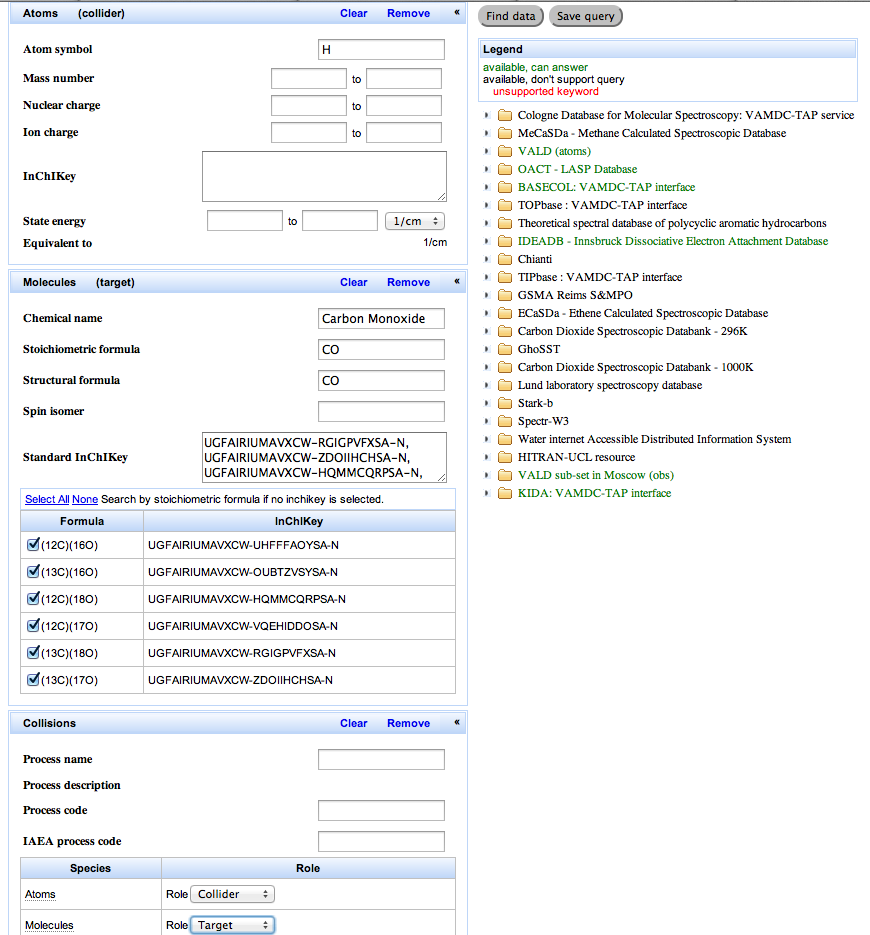 Atoms (collider) Clear Remove «
Atom symbol H
Mass number to
Nuclear charge to
Ion charge to
InChIKey
State energy to 1/cm
Equivalent to 1/cm
Molecules (target) Clear Remove «
Chemical name Carbon Monoxide
Stoichiometric formula CO
Structural formula CO
Spin isomer
Standard InChIKey
UGFAIRIUMAVXCW-RGIGPVFXSA-N,
UGFAIRIUMAVXCW-ZDOIIHCHSA-N,
UGFAIRIUMAVXCW-HQMMCQRPSA-N,
Select All None Search by stoichiometric formula if no inchikey is selected.
Formula InChIKey
(12C)(16O) UGFAIRIUMAVXCW-UHFFFAOYSA-N
(13C)(16O) UGFAIRIUMAVXCW-OUBTZVSYSA-N
(12C)(18O) UGFAIRIUMAVXCW-HQMMCQRPSA-N
(12C)(17O) UGFAIRIUMAVXCW-VQEHIDDOSA-N
(13C)(18O) UGFAIRIUMAVXCW-RGIGPVFXSA-N
(13C)(17O) UGFAIRIUMAVXCW-ZDOIIHCHSA-N
Collisions Clear Remove «
Process name
Process description
Process code
IAEA process code
Species Role
Atoms Role Collider
Molecules Role Target
Find data Save query
Legend
available, can answer
available, don't support query
unsupported keyword
Cologne Database for Molecular Spectroscopy: VAMDC-TAP service
MeCaSDa - Methane Calculated Spectroscopic Database
VALD (atoms)
OACT - LASP Database
BASECOL: VAMDC-TAP interface
TOPbase : VAMDC-TAP interface
Theoretical spectral database of polycyclic aromatic hydrocarbons
IDEADB - Innsbruck Dissociative Electron Attachment Database
Chianti
TIPbase : VAMDC-TAP interface
GSMA Reims S&MPO
ECaSDa - Ethene Calculated Spectroscopic Database
Carbon Dioxide Spectroscopic Databank - 296K
GhoSST
Carbon Dioxide Spectroscopic Databank - 1000K
Lund laboratory spectroscopy database
Stark-b
Spectr-W3
Water internet Accessible Distributed Information System
HITRAN-UCL resource
VALD sub-set in Moscow (obs)
KIDA: VAMDC-TAP interface